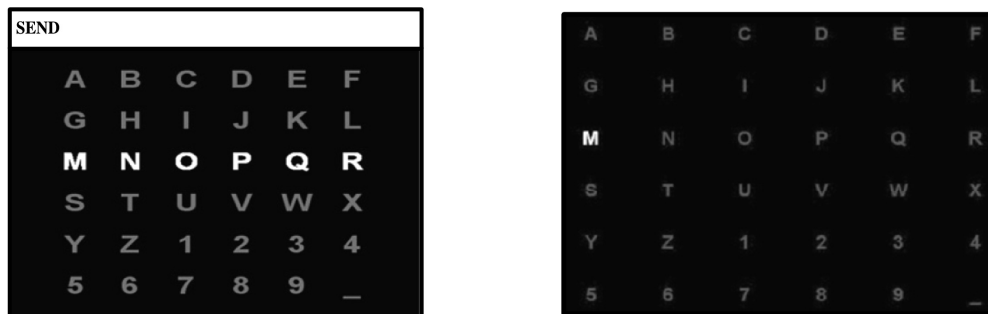 SEND
A B C D E F
G H I J K L
M N O P Q R
S T U V W X
Y Z 1 2 3 4
5 6 7 8 9 _
A B C D E F
G H I J K L
M N O P Q R
S T U V W X
Y Z 1 2 3 4
5 6 7 8 9 _